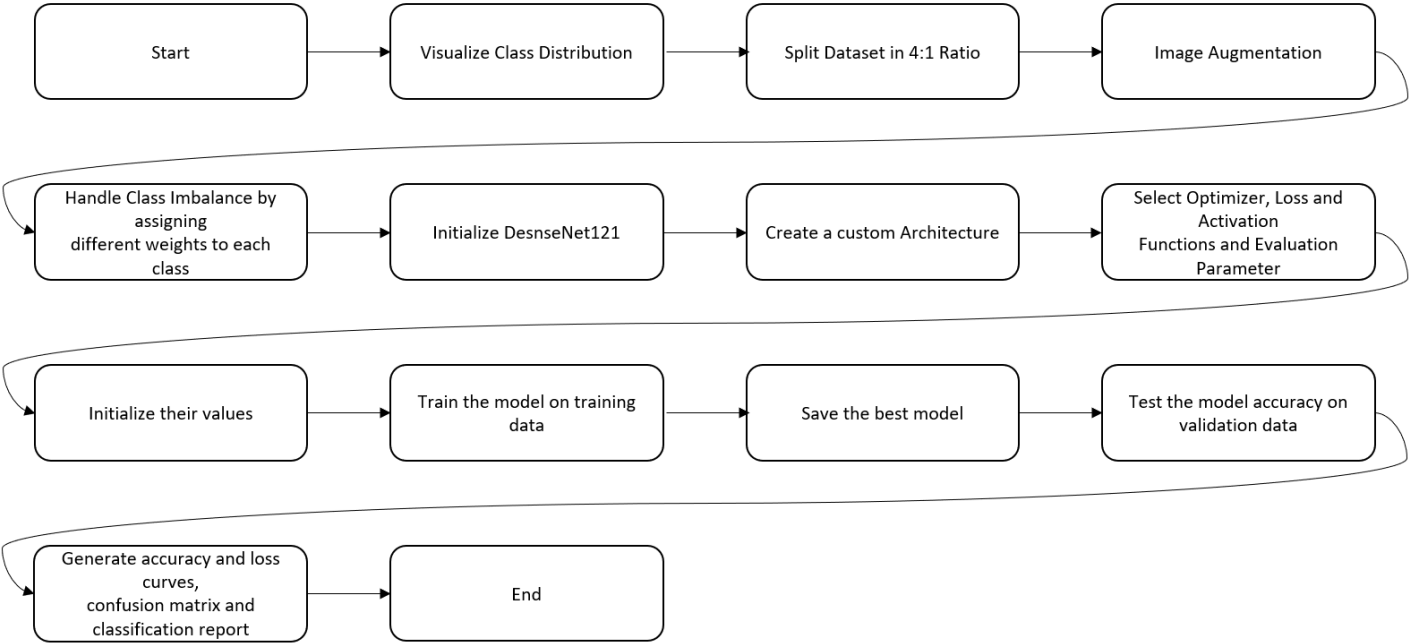 Start
Visualize Class Distribution
Split Dataset in 4:1 Ratio
Image Augmentation
Handle Class Imbalance by
assigning
different weights to each
class
Initialize DesnseNet121
Create a custom Architecture
Select Optimizer, Loss and
Activation
Functions and Evaluation
Parameter
Initialize their values
Train the model on training
data
Save the best model
Test the model accuracy on
validation data
Generate accuracy and loss
curves,
confusion matrix and
classification report
End